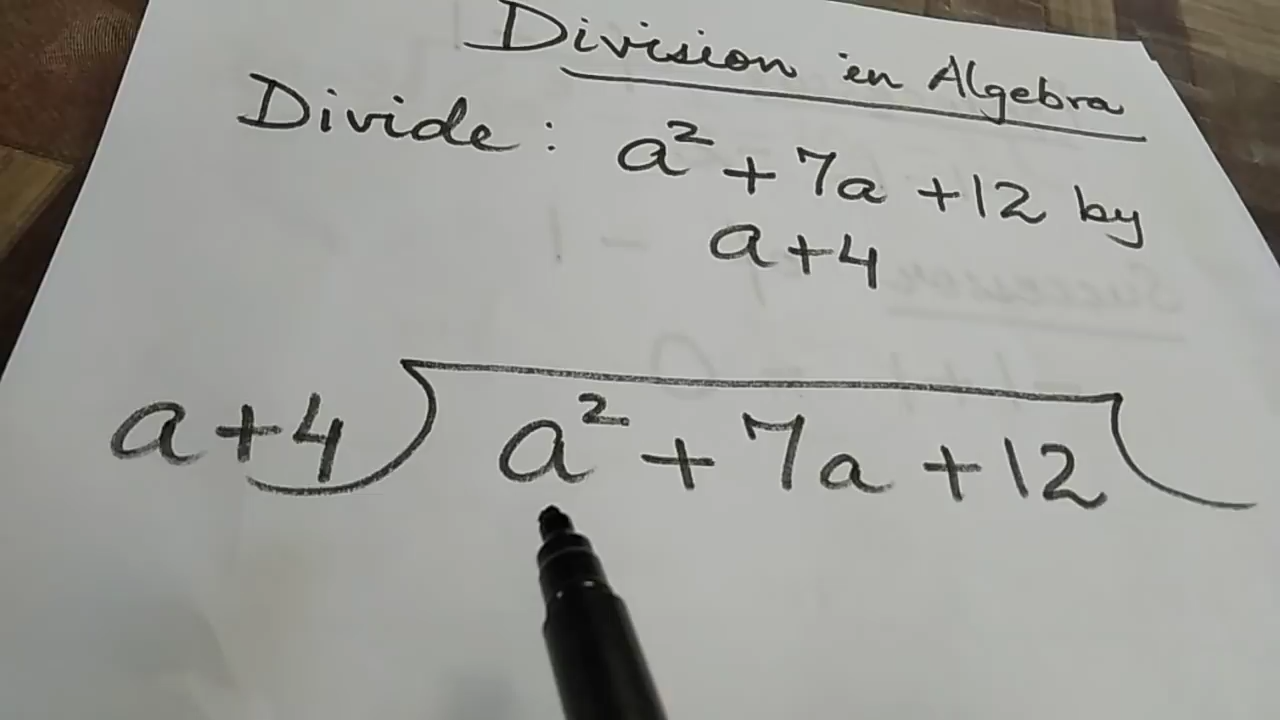 Division in Algebra
Divide : a² + 7a + 12 by
a + 4
a + 4 ) a² + 7a + 12 (